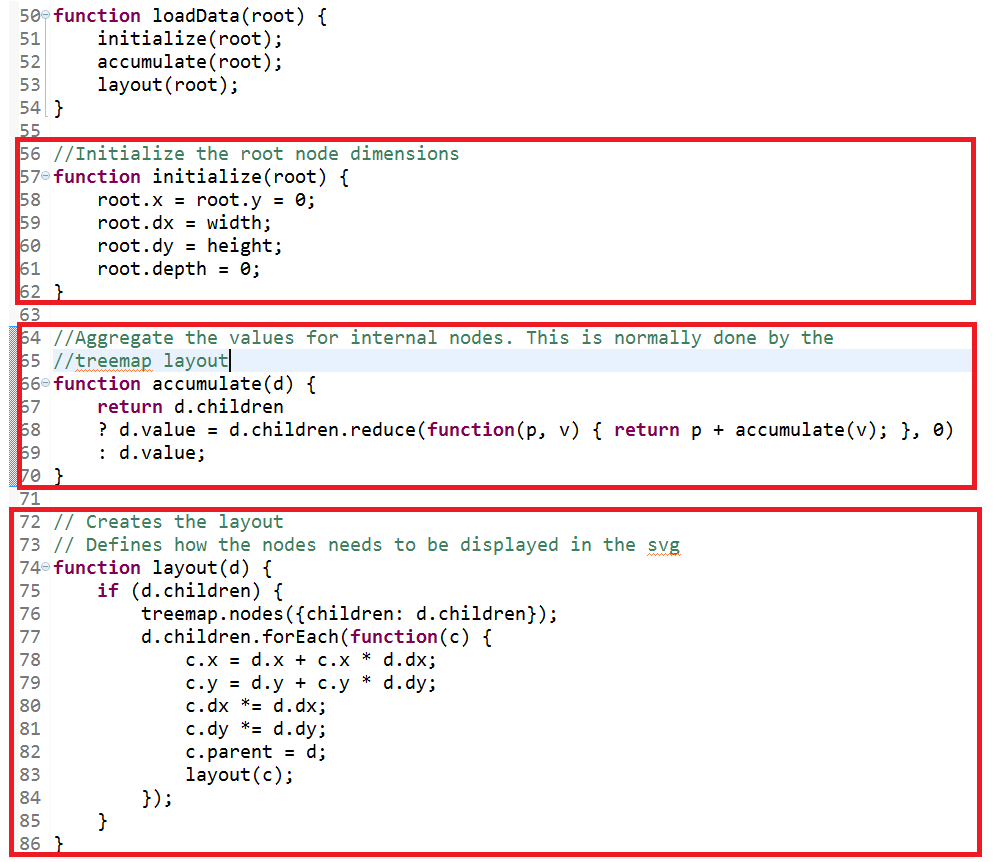 50 function loadData(root) {
51     initialize(root);
52     accumulate(root);
53     layout(root);
54 }
55
56 //Initialize the root node dimensions
57 function initialize(root) {
58     root.x = root.y = 0;
59     root.dx = width;
60     root.dy = height;
61     root.depth = 0;
62 }
63
64 //Aggregate the values for internal nodes. This is normally done by the
65 //treemap layout
66 function accumulate(d) {
67     return d.children
68     ? d.value = d.children.reduce(function(p, v) { return p + accumulate(v); }, 0)
69     : d.value;
70 }
71
72 // Creates the layout
73 // Defines how the nodes needs to be displayed in the svg
74 function layout(d) {
75     if (d.children) {
76         treemap.nodes({children: d.children});
77         d.children.forEach(function(c) {
78             c.x = d.x + c.x * d.dx;
79             c.y = d.y + c.y * d.dy;
80             c.dx *= d.dx;
81             c.dy *= d.dy;
82             c.parent = d;
83             layout(c);
84         });
85     }
86 }